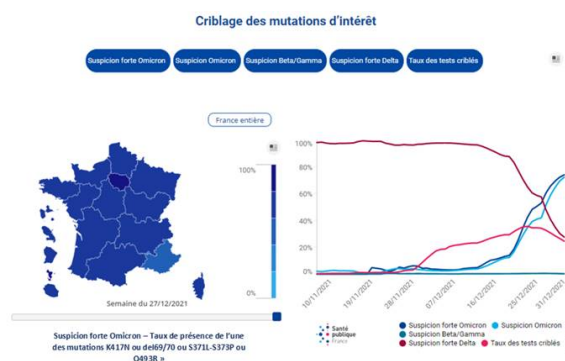 Criblage des mutations d'intérêt
Suspicion forte Omicron
Suspicion Omicron
Suspicion Beta/Gamma
Suspicion forte Delta
Taux des tests criblés
France entière
100%
0%
Semaine du 27/12/2021
Suspicion forte Omicron – Taux de présence de l'une
des mutations K417N ou del69/70 ou S371L-S373P ou
Q493R »
100%
80%
60%
40%
20%
0%
10/11/2021
19/11/2021
28/11/2021
07/12/2021
16/12/2021
25/12/2021
31/12/2021
Santé
publique
France
Suspicion forte Omicron
Suspicion Omicron
Suspicion Beta/Gamma
Suspicion forte Delta
Taux des tests criblés